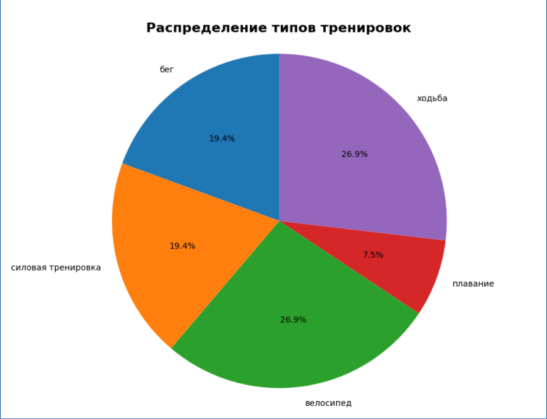 Распределение типов тренировок
бег
ходьба
19.4%
26.9%
19.4%
7.5%
силовая тренировка
плавание
26.9%
велосипед